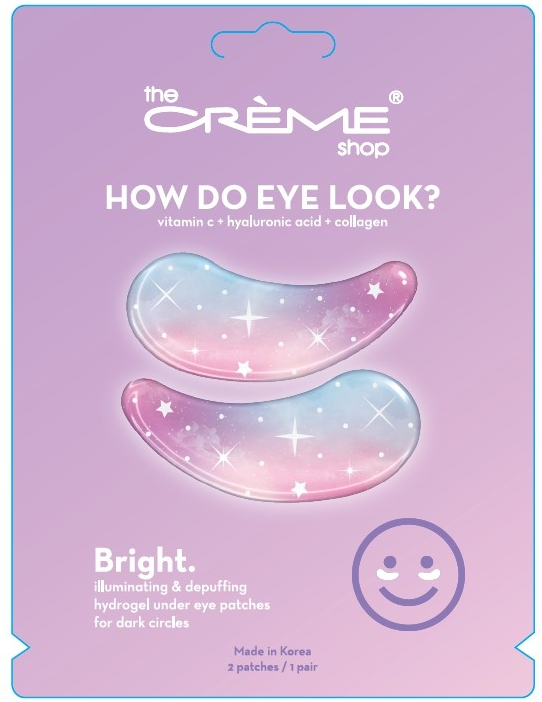 the
CRÈME®
shop
HOW DO EYE LOOK?
vitamin c + hyaluronic acid + collagen
Bright.
illuminating & depuffing
hydrogel under eye patches
for dark circles
Made in Korea
2 patches / 1 pair